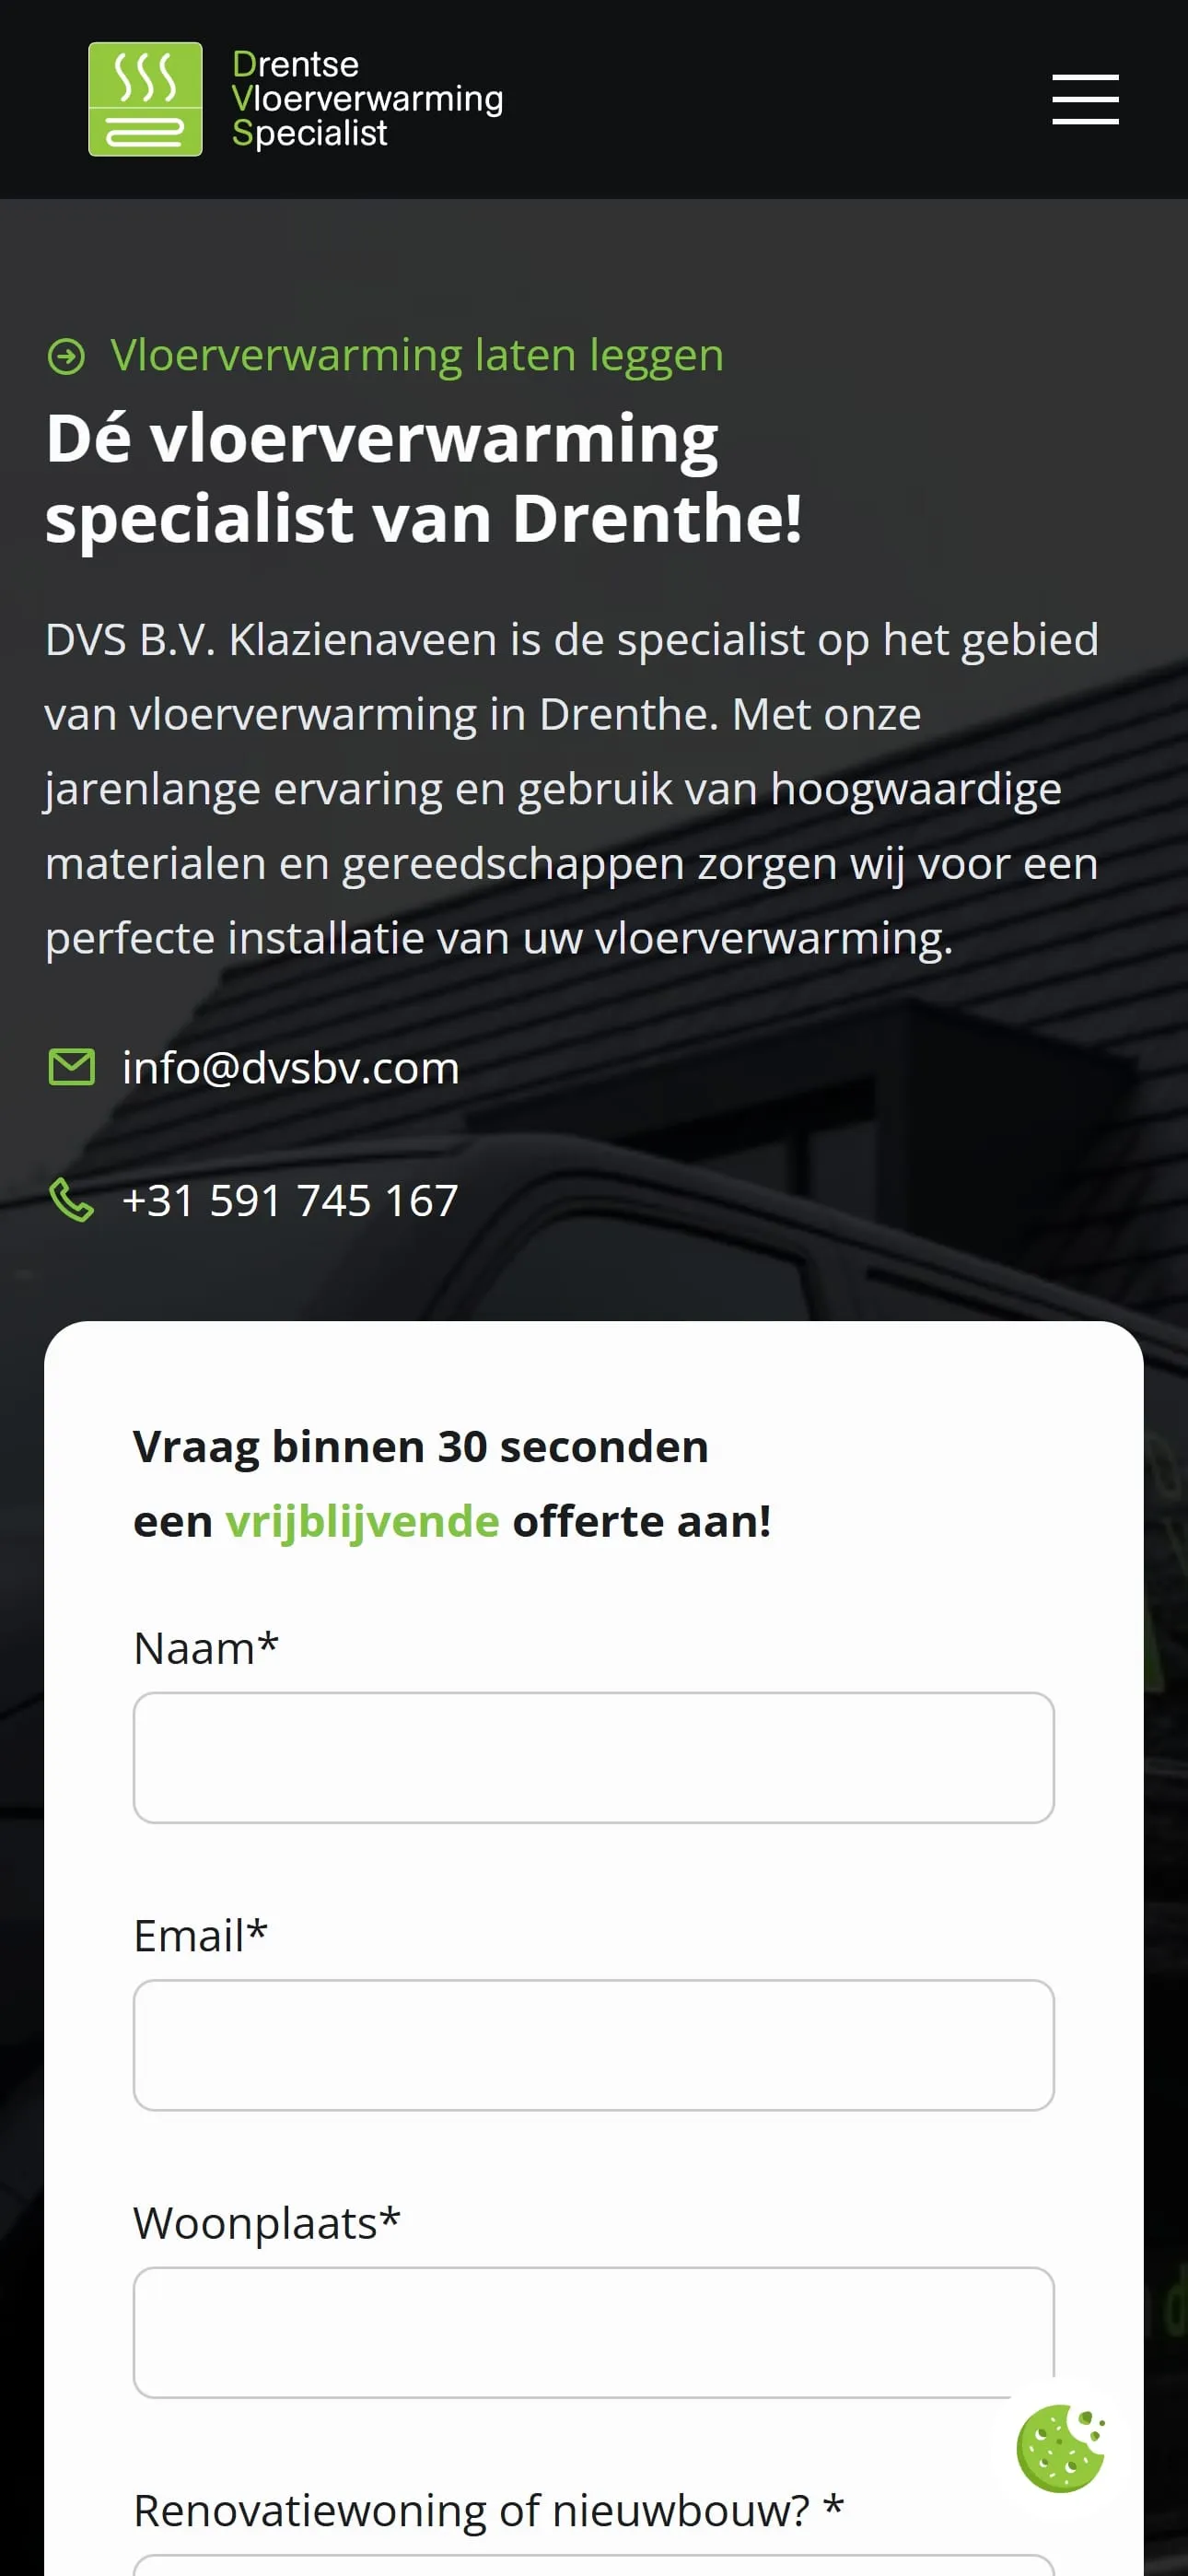 Drentse
Vloerverwarming
Specialist
Vloerverwarming laten leggen
Dé vloerverwarming
specialist van Drenthe!
DVS B.V. Klazienaveen is de specialist op het gebied
van vloerverwarming in Drenthe. Met onze
jarenlange ervaring en gebruik van hoogwaardige
materialen en gereedschappen zorgen wij voor een
perfecte installatie van uw vloerverwarming.
info@dvsbv.com
+31 591 745 167
Vraag binnen 30 seconden
een vrijblijvende offerte aan!
Naam*
Email*
Woonplaats*
Renovatiewoning of nieuwbouw? *